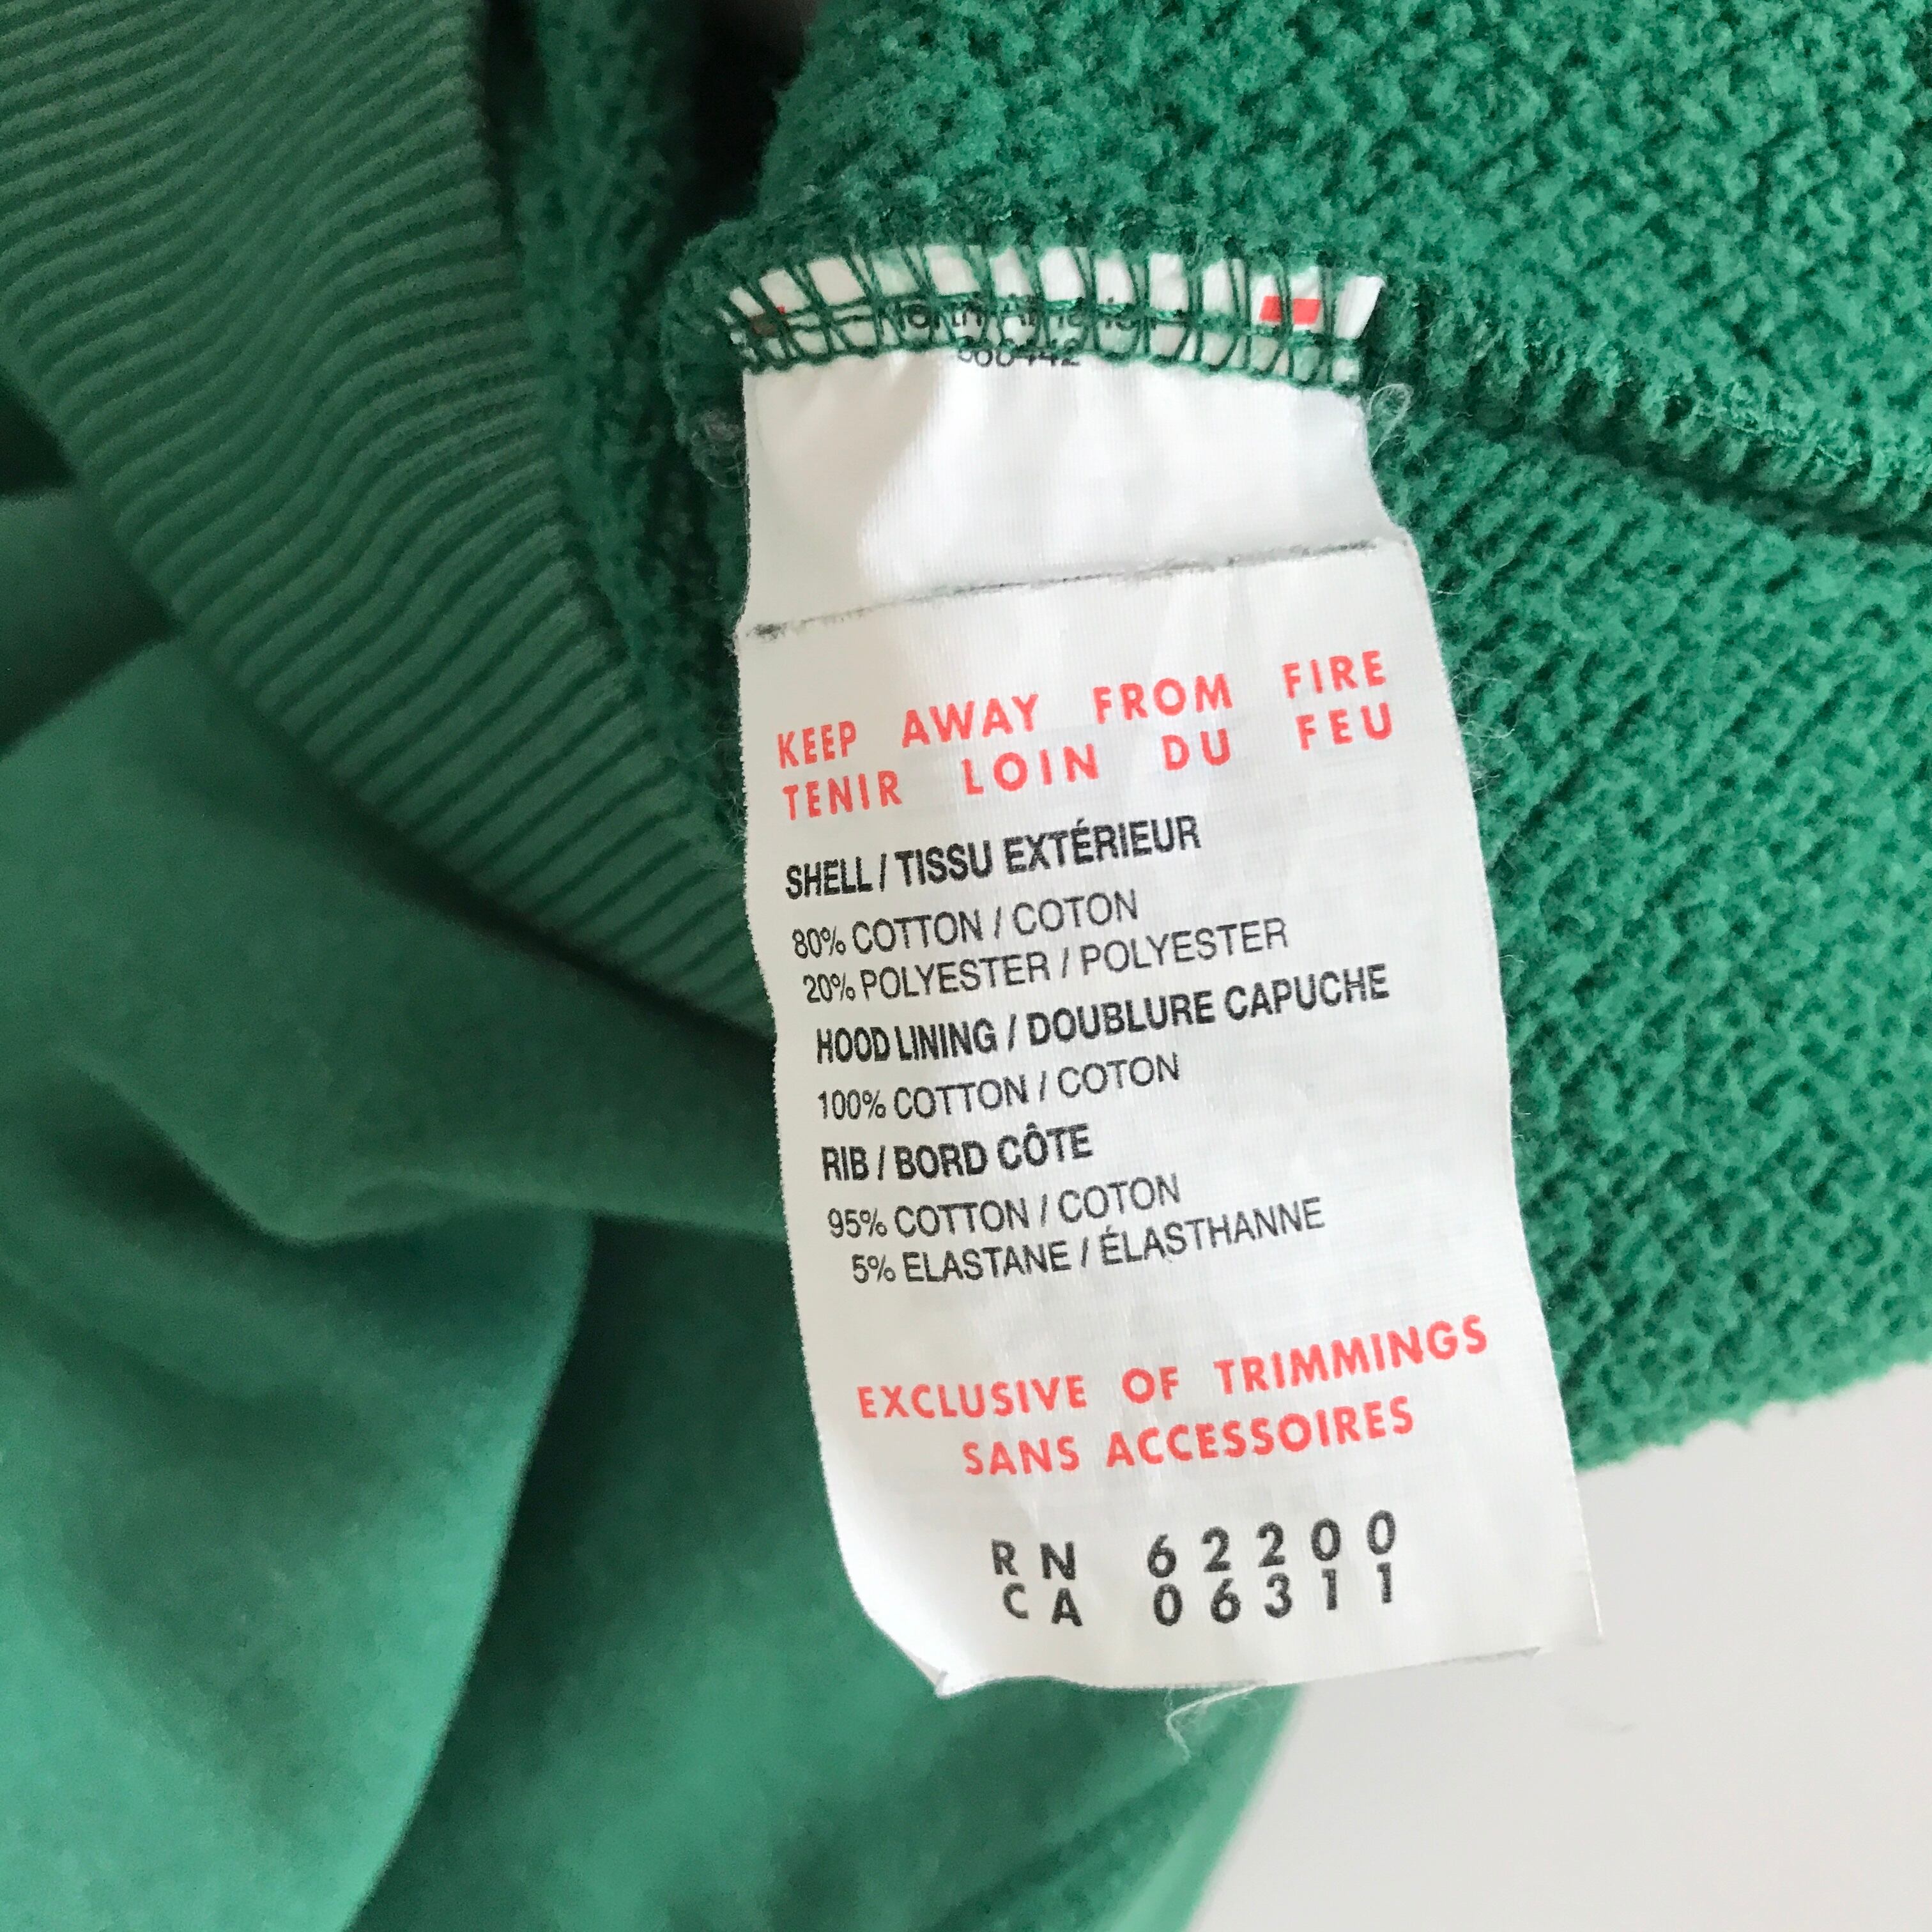 KEEP AWAY FROM FIRE
TENIR LOIN DU FEU
SHELL / TISSU EXTÉRIEUR
80% COTTON / COTON
20% POLYESTER / POLYESTER
HOOD LINING / DOUBLURE CAPUCHE
100% COTTON / COTON
RIB / BORD CÔTE
95% COTTON / COTON
5% ELASTANE / ÉLASTHANNE
EXCLUSIVE OF TRIMMINGS
SANS ACCESSOIRES
RN 62200
CA 06311